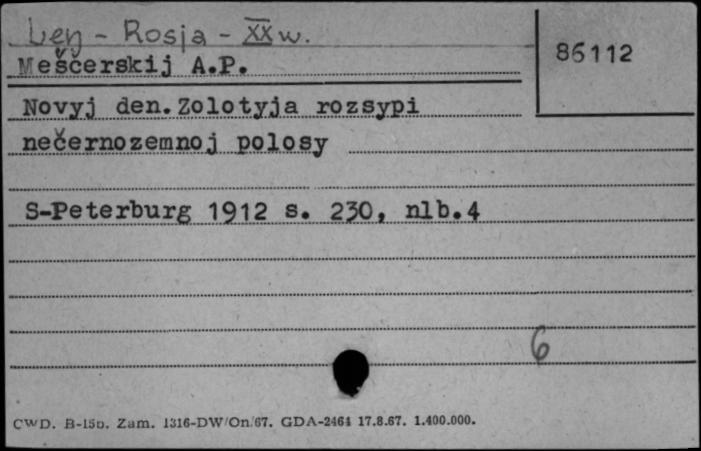 Len - Rosja - XX w.
86112
Meščerskij A.P.
Novyj den. Zolotyja rozsypi
nečernozemnoj polosy
S-Peterburg 1912 s. 230, nlb.4
6
CWD. B-15b. Zam. 1316-DW/On/67. GDA-2464 17.8.67. 1.400.000.